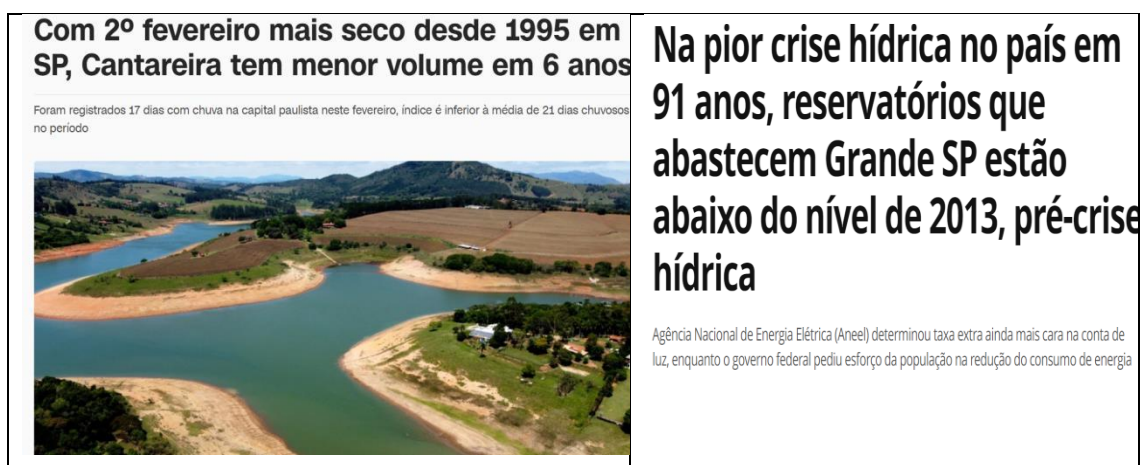 Com 2º fevereiro mais seco desde 1995 em
SP, Cantareira tem menor volume em 6 anos
Foram registrados 17 dias com chuva na capital paulista neste fevereiro, índice é inferior à média de 21 dias chuvosos
no período
Na pior crise hídrica no país em
91 anos, reservatórios que
abastecem Grande SP estão
abaixo do nível de 2013, pré-crise
hídrica
Agência Nacional de Energia Elétrica (Aneel) determinou taxa extra ainda mais cara na conta de
luz, enquanto o governo federal pediu esforço da população na redução do consumo de energia